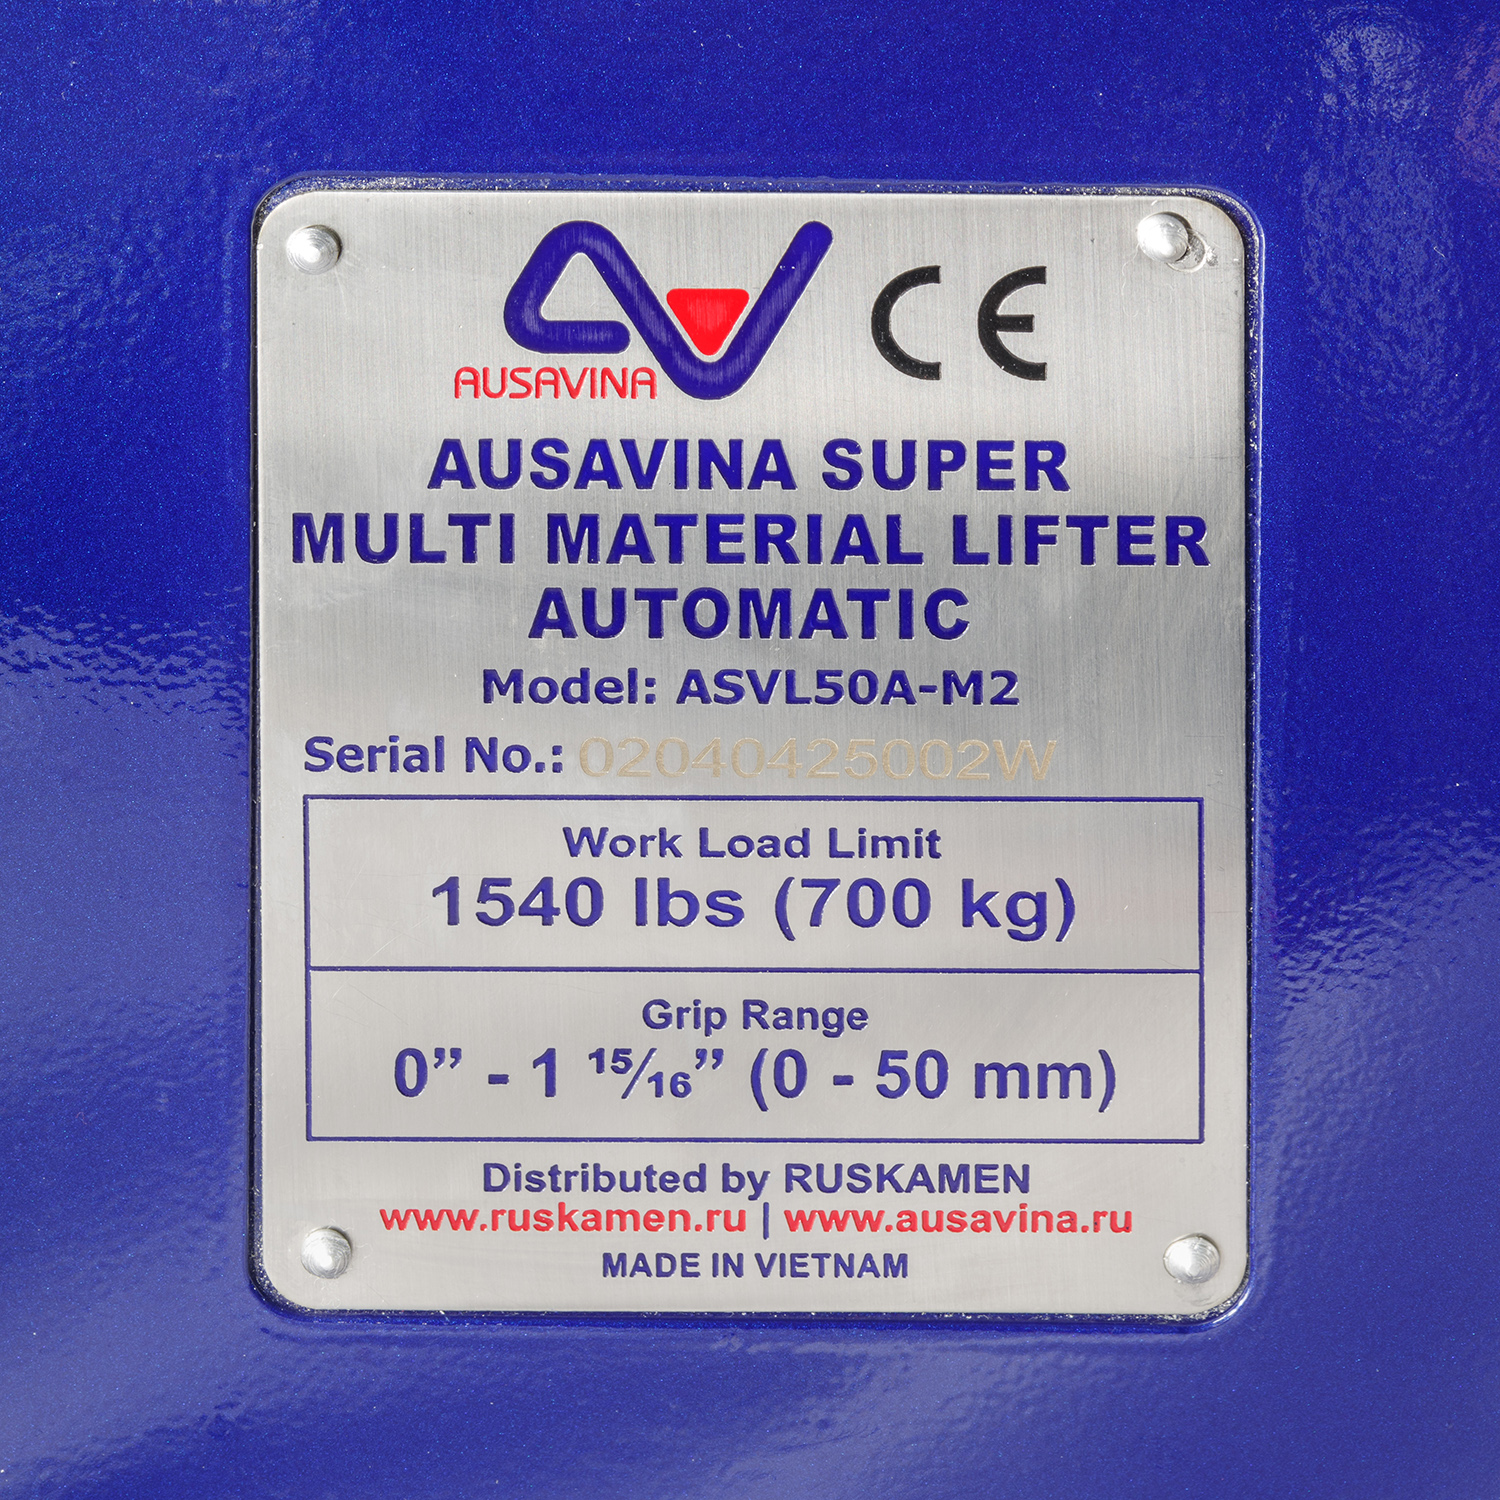 AUSAVINA
CE
AUSAVINA SUPER
MULTI MATERIAL LIFTER
AUTOMATIC
Model: ASVL50A-M2
Serial No.: 02040425002W
Work Load Limit
1540 lbs (700 kg)
Grip Range
0” - 1 15/16” (0 - 50 mm)
Distributed by RUSKAMEN
www.ruskamen.ru | www.ausavina.ru
MADE IN VIETNAM